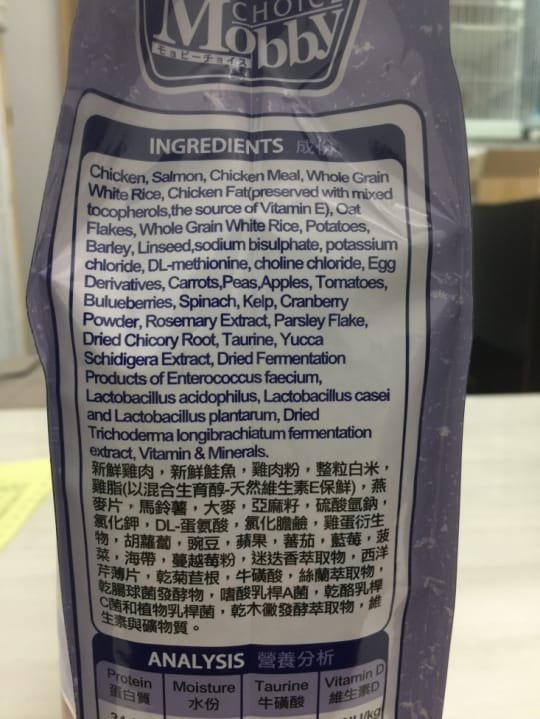 CHOICE
Mobby
モョビーチョイス
INGREDIENTS 成份
Chicken, Salmon, Chicken Meal, Whole Grain
White Rice, Chicken Fat(preserved with mixed
tocopherols,the source of Vitamin E), Oat
Flakes, Whole Grain White Rice, Potatoes,
Barley, Linseed,sodium bisulphate, potassium
chloride, DL-methionine, choline chloride, Egg
Derivatives, Carrots,Peas,Apples, Tomatoes,
Bulueberries, Spinach, Kelp, Cranberry
Powder, Rosemary Extract, Parsley Flake,
Dried Chicory Root, Taurine, Yucca
Schidigera Extract, Dried Fermentation
Products of Enterococcus faecium,
Lactobacillus acidophilus, Lactobacillus casei
and Lactobacillus plantarum, Dried
Trichoderma longibrachiatum fermentation
extract, Vitamin & Minerals.
新鮮雞肉，新鮮鮭魚，雞肉粉，整粒白米，
雞脂(以混合生育醇-天然維生素E保鮮)，燕
麥片，馬鈴薯，大麥，亞麻籽，硫酸氫鈉，
氯化鉀，DL-蛋氨酸，氯化膽鹼，雞蛋衍生
物，胡蘿蔔，豌豆，蘋果，蕃茄，藍莓，菠
菜，海帶，蔓越莓粉，迷迭香萃取物，西洋
芹薄片，乾菊苣根，牛磺酸，絲蘭萃取物，
乾腸球菌發酵物，嗜酸乳桿A菌，乾酪乳桿
C菌和植物乳桿菌，乾木黴發酵萃取物，維
生素與礦物質。
ANALYSIS 營養分析
Protein Moisture Taurine Vitamin D
蛋白質 水份 牛磺酸 維生素D